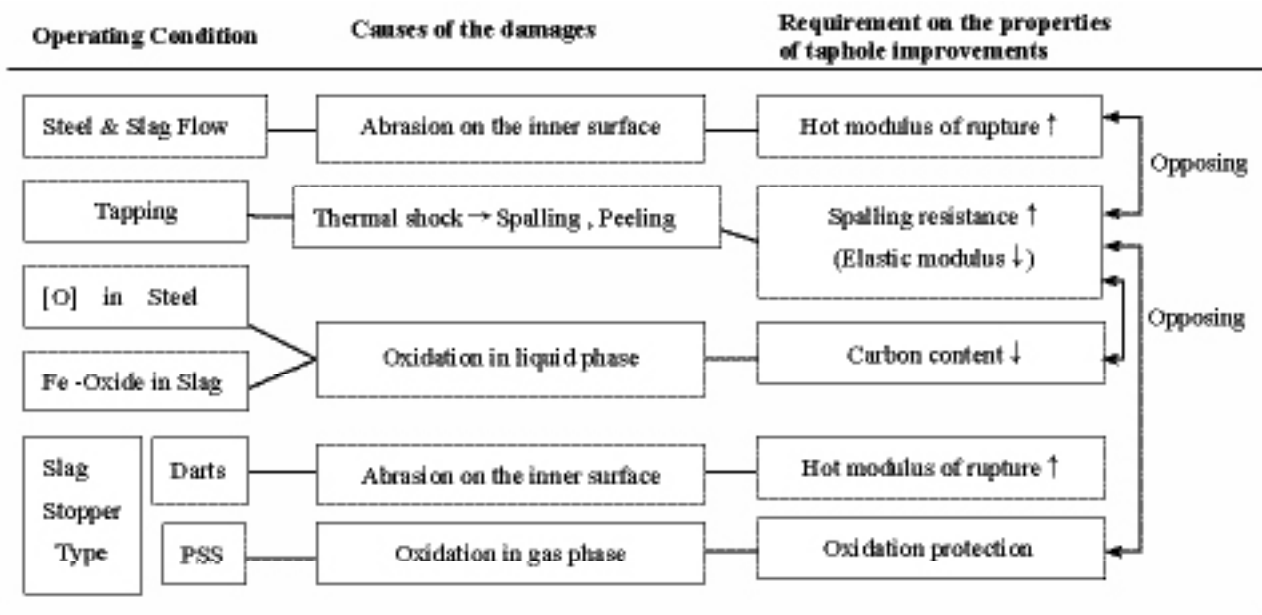 Operating Condition
Causes of the damages
Requirement on the properties
of taphole improvements
Steel & Slag Flow
Abrasion on the inner surface
Hot modulus of rupture ↑
Opposing
Tapping
Thermal shock → Spalling , Peeling
Spalling resistance ↑
(Elastic modulus ↓)
[O] in Steel
Opposing
Oxidation in liquid phase
Carbon content ↓
Fe -Oxide in Slag
Slag
Stopper
Type
Darts
Abrasion on the inner surface
Hot modulus of rupture ↑
PSS
Oxidation in gas phase
Oxidation protection